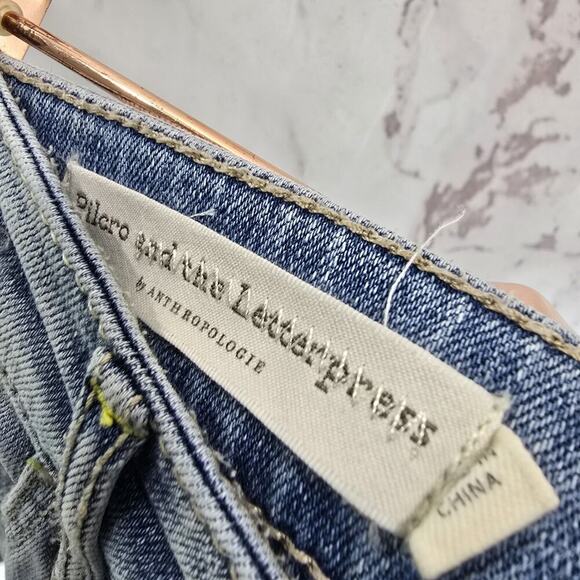 Pilcro and the Letterpress
by ANTHROPOLOGIE
CHINA